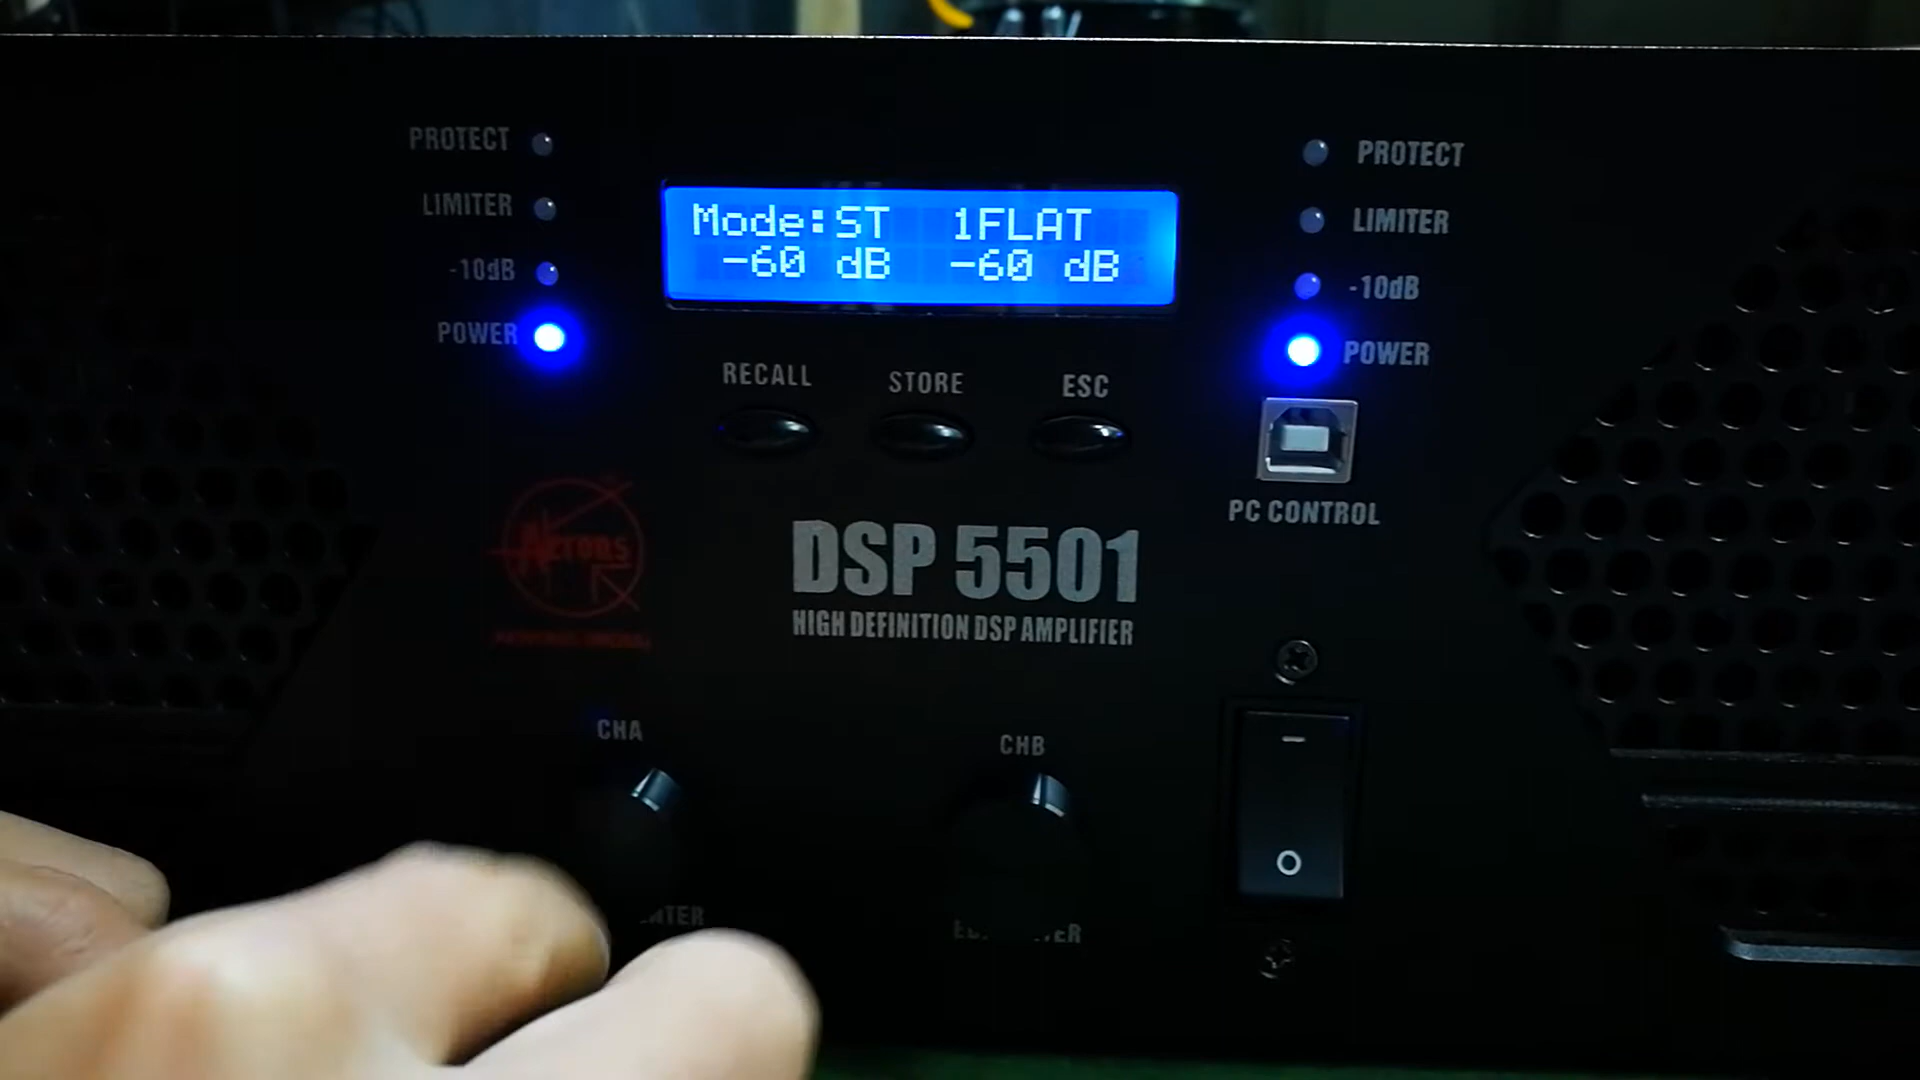 PROTECT
LIMITER
-10dB
POWER
Mode:ST 1FLAT
-60 dB -60 dB
PROTECT
LIMITER
-10dB
POWER
RECALL STORE ESC
PC CONTROL
DSP 5501
HIGH DEFINITION DSP AMPLIFIER
CHA
CHB
O